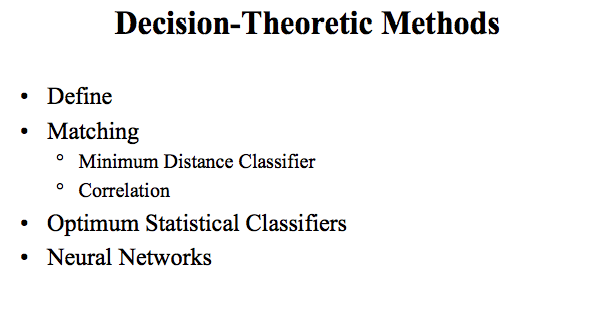 Decision-Theoretic Methods
• Define
• Matching
° Minimum Distance Classifier
° Correlation
• Optimum Statistical Classifiers
• Neural Networks